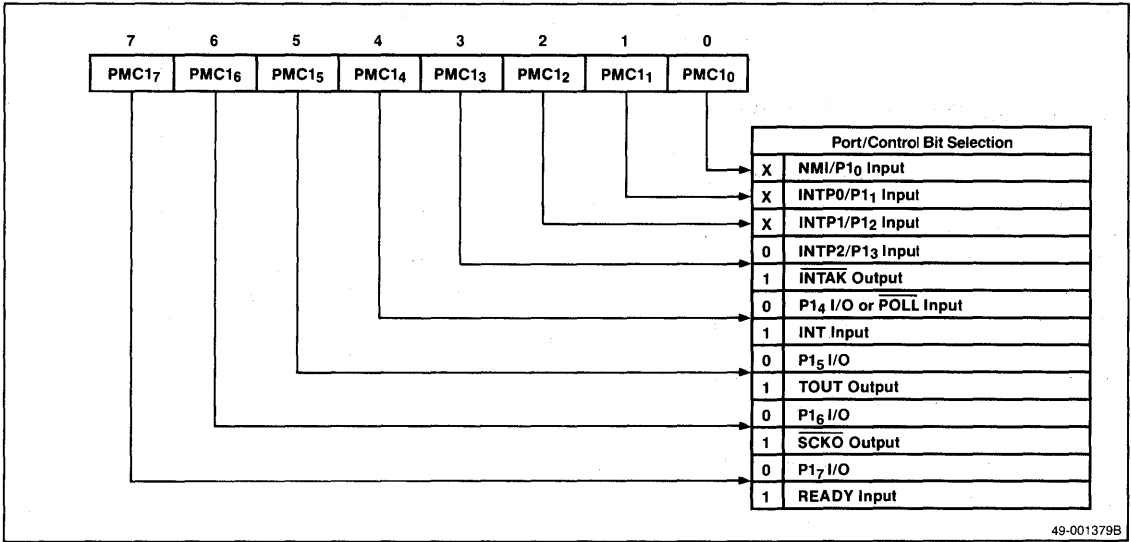 7 6 5 4 3 2 1 0
PMC17 PMC16 PMC15 PMC14 PMC13 PMC12 PMC11 PMC10
Port/Control Bit Selection
X NMI/P10 Input
X INTP0/P11 Input
X INTP1/P12 Input
0 INTP2/P13 Input
1 I̅N̅T̅A̅K̅ Output
0 P14 I/O or P̅O̅L̅L̅ Input
1 INT Input
0 P15 I/O
1 TOUT Output
0 P16 I/O
1 S̅C̅K̅O̅ Output
0 P17 I/O
1 READY Input
49-001379B